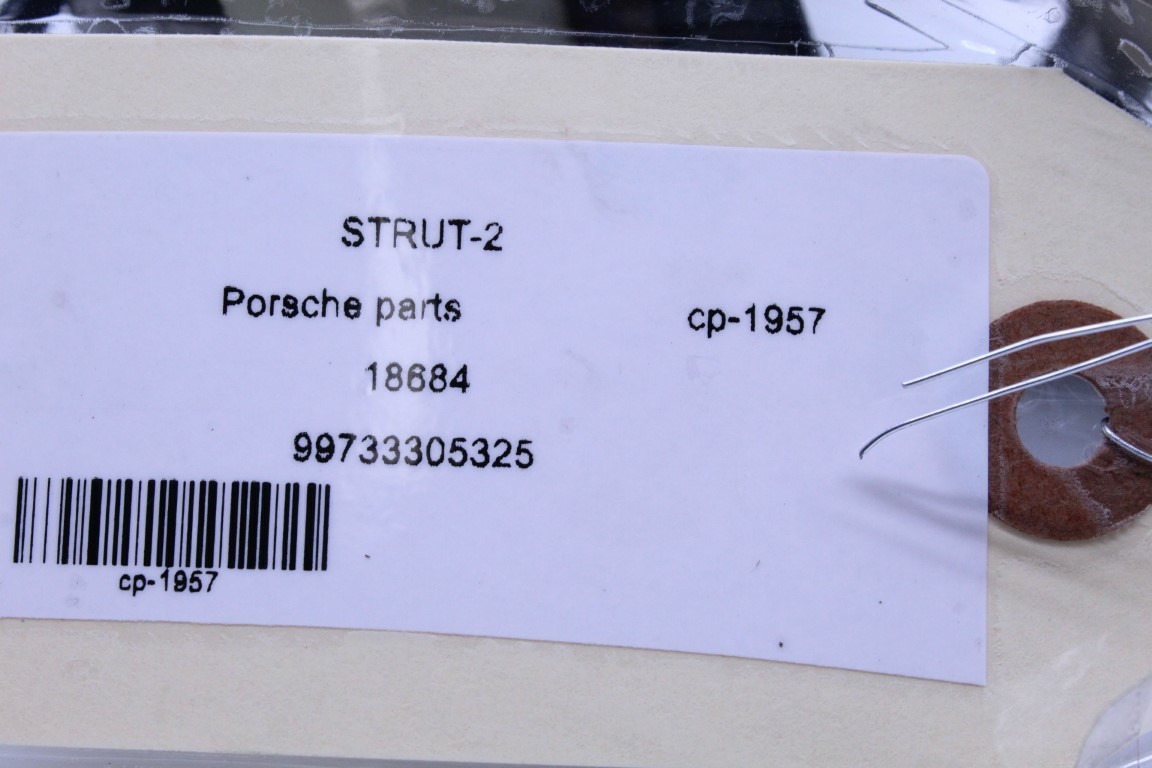 STRUT-2
Porsche parts cp-1957
18684
99733305325
cp-1957